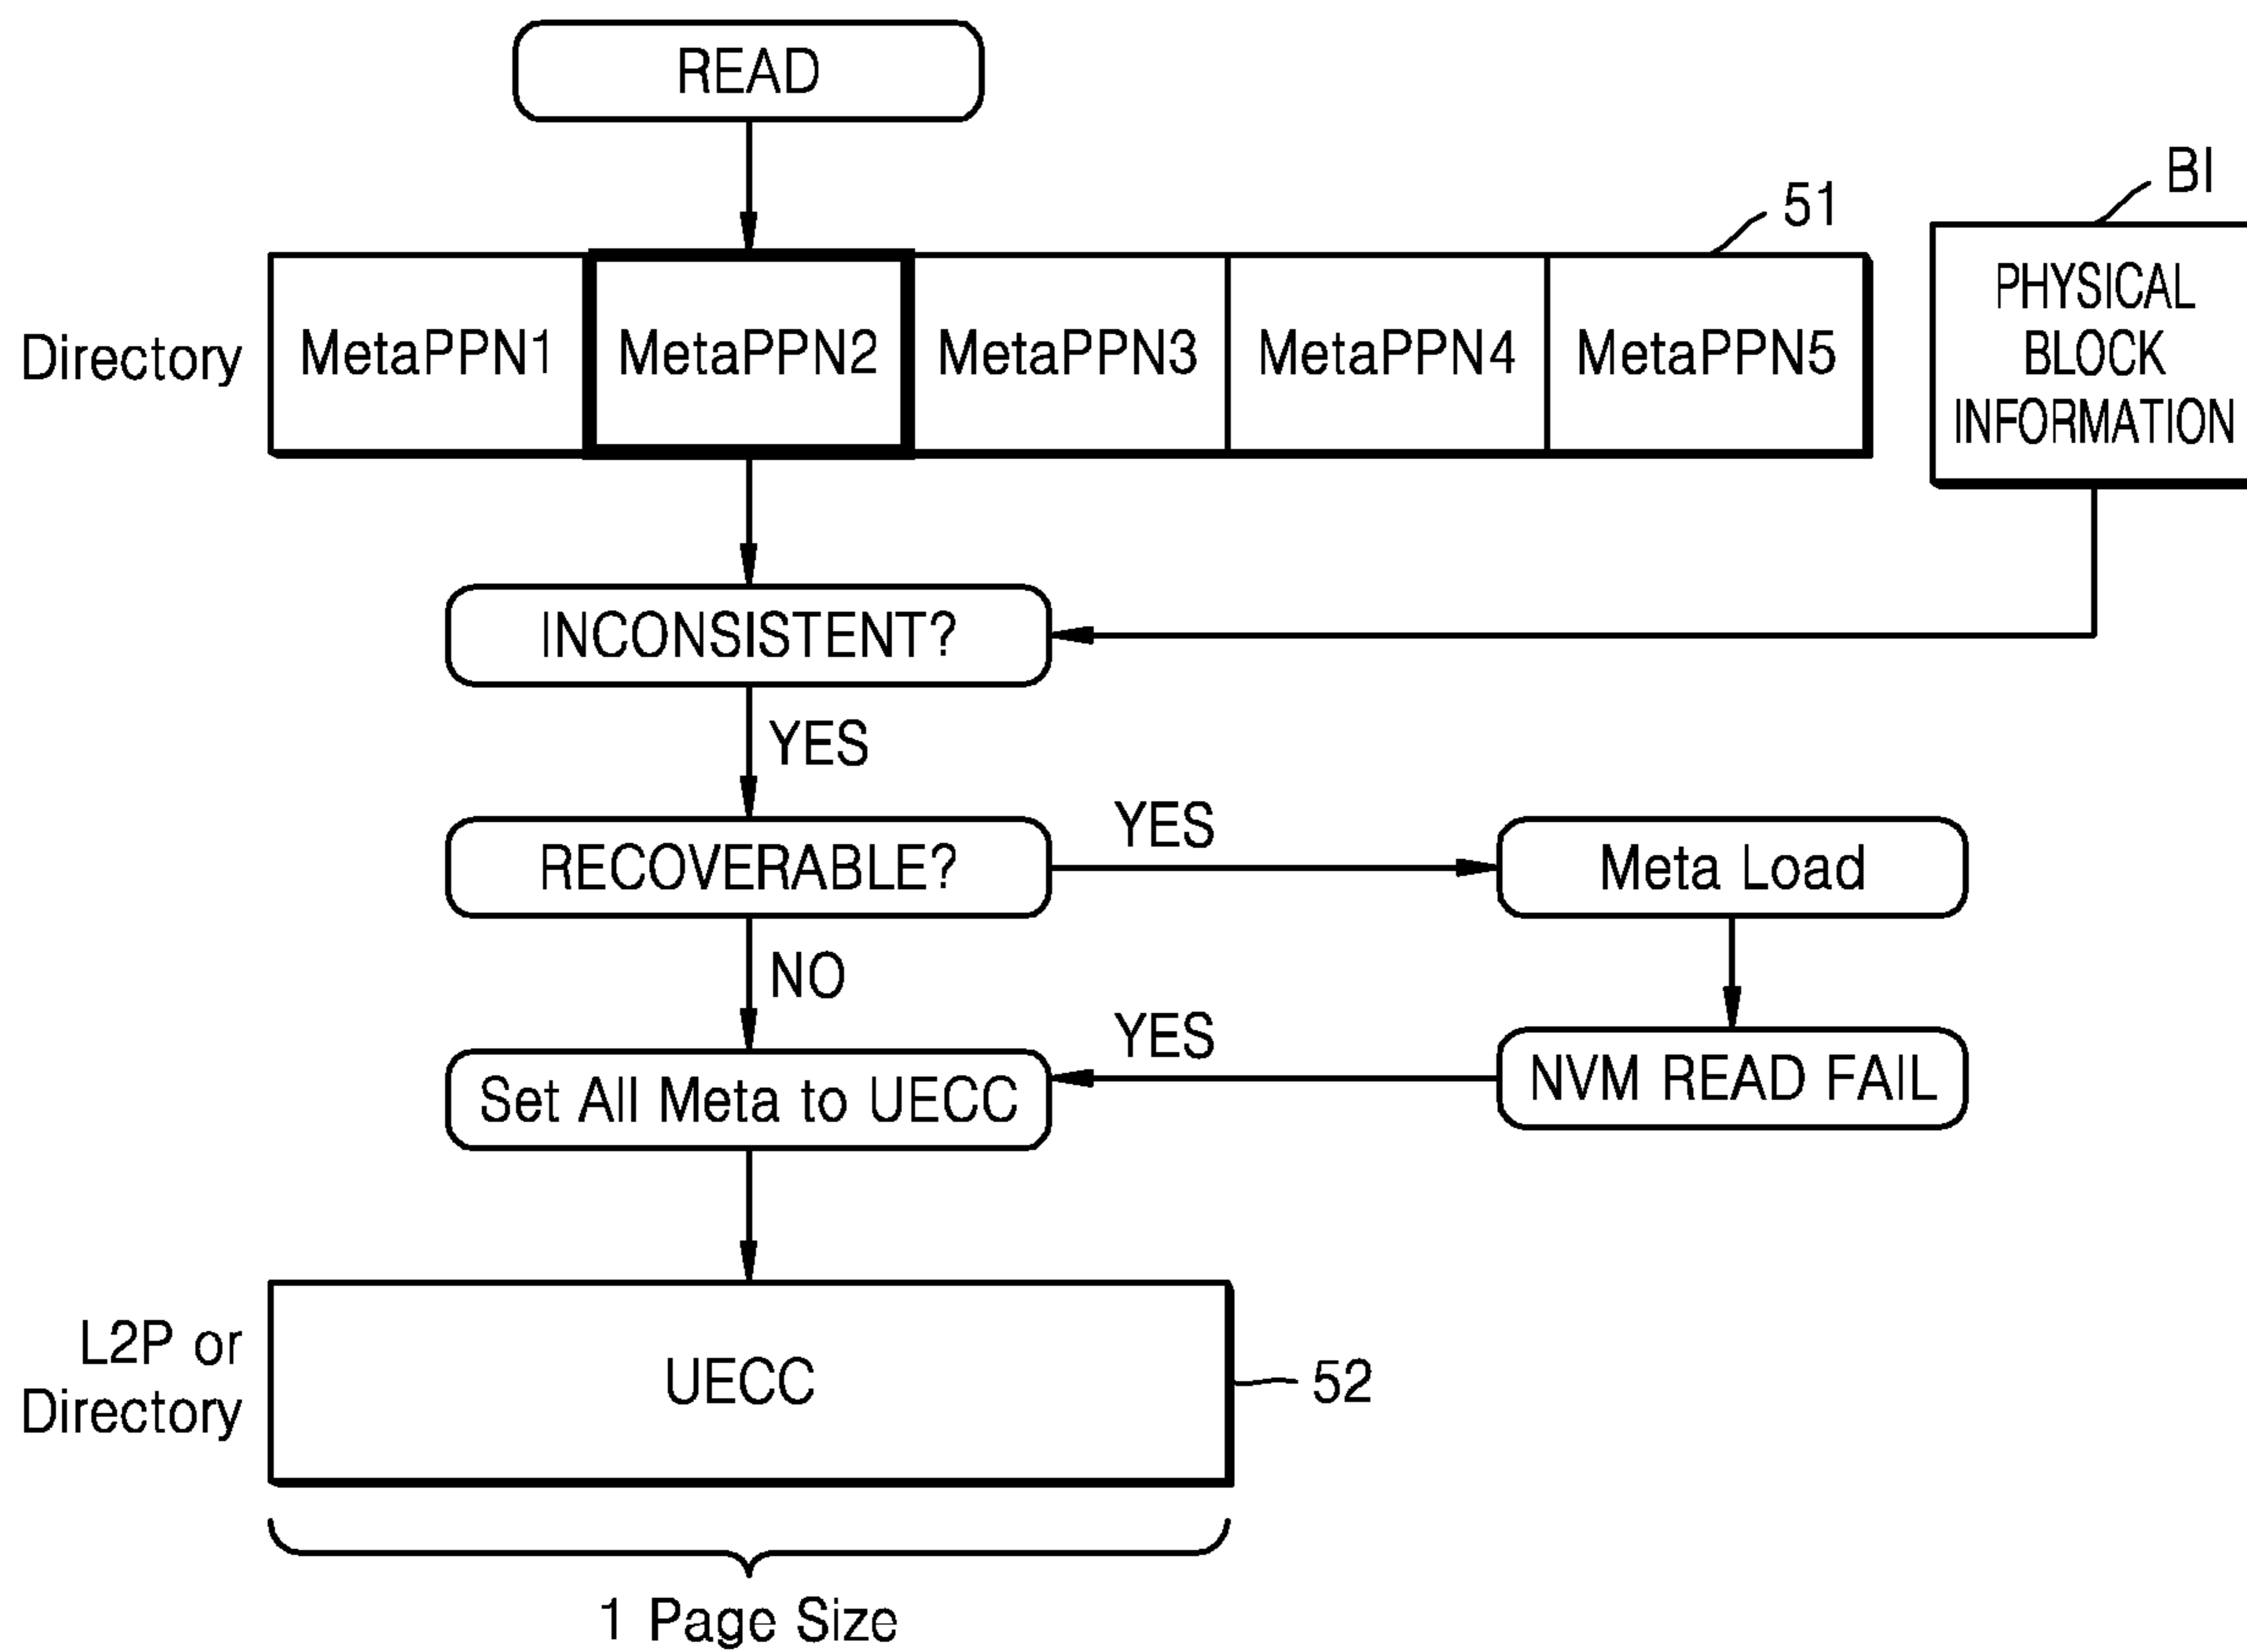 READ
BI
51
Directory
MetaPPN1
MetaPPN2
MetaPPN3
MetaPPN4
MetaPPN5
PHYSICAL
BLOCK
INFORMATION
INCONSISTENT?
YES
RECOVERABLE?
YES
Meta Load
NO
YES
Set All Meta to UECC
NVM READ FAIL
L2P or
Directory
UECC
52
1 Page Size